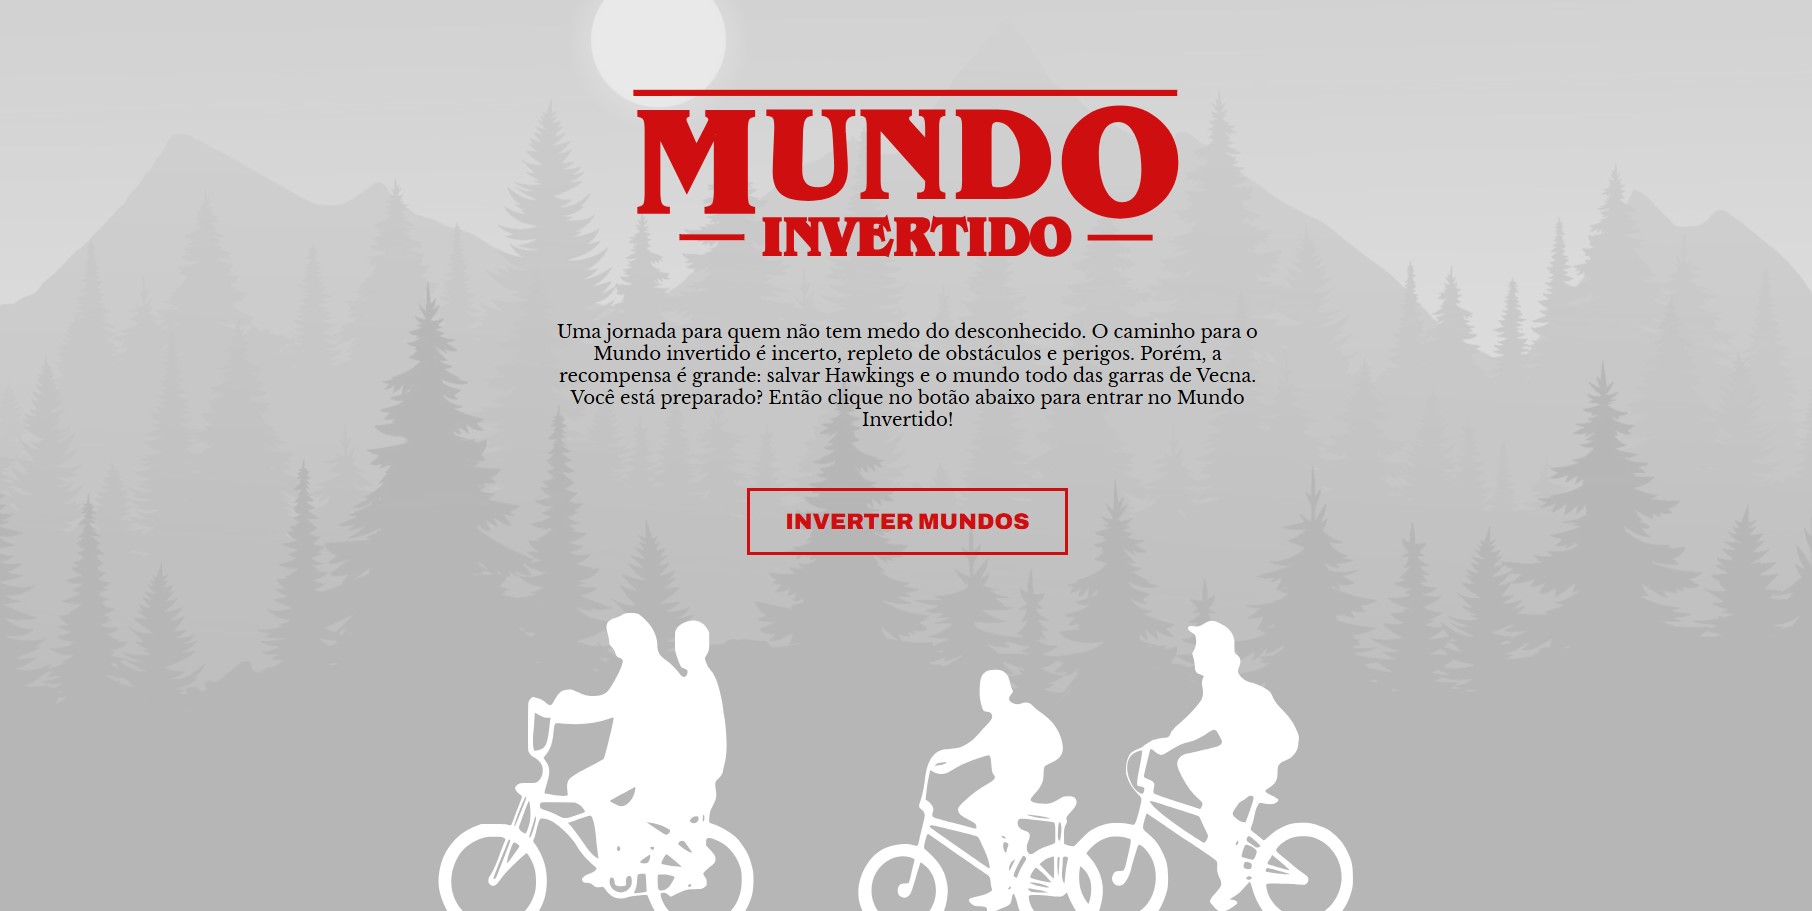 MUNDO
INVERTIDO
Uma jornada para quem não tem medo do desconhecido. O caminho para o
Mundo invertido é incerto, repleto de obstáculos e perigos. Porém, a
recompensa é grande: salvar Hawkings e o mundo todo das garras de Vecna.
Você está preparado? Então clique no botão abaixo para entrar no Mundo
Invertido!
INVERTER MUNDOS